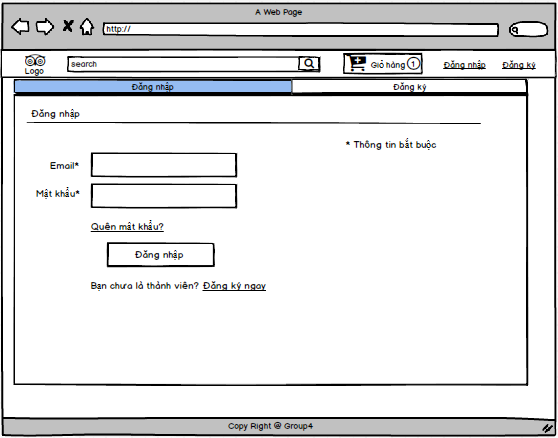 A Web Page
http://
Logo
search
Giỏ hàng 1
Đăng nhập
Đăng ký
Đăng nhập
Đăng ký
Đăng nhập
* Thông tin bắt buộc
Email*
Mật khẩu*
Quên mât khẩu?
Đăng nhập
Bạn chưa là thành viên? Đăng ký ngay
Copy Right @ Group4